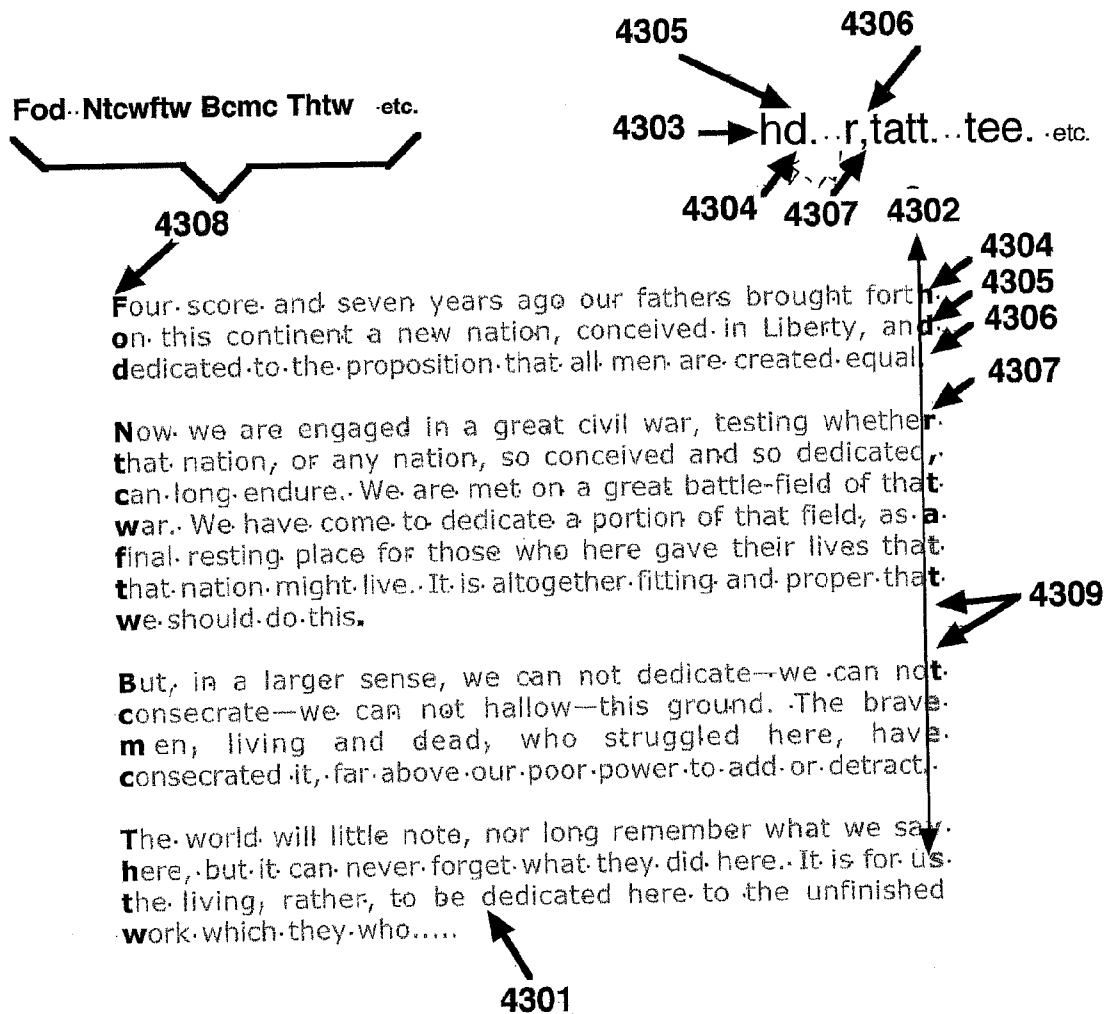 4305 4306
Fod..Ntcwftw Bcmc Thtw ·etc.
4303 hd...r,tatt...tee. ·etc.
4304 4307 4302
4308
4304
Four score and seven years ago our fathers brought forth
4305
on this continent a new nation, conceived in Liberty, and
4306
dedicated to the proposition that all men are created equal.
4307
Now we are engaged in a great civil war, testing whether
that nation, or any nation, so conceived and so dedicated,
can long endure. We are met on a great battle-field of that
war. We have come to dedicate a portion of that field, as a
final resting place for those who here gave their lives that
that nation might live. It is altogether fitting and proper that
4309
we should do this.
But, in a larger sense, we can not dedicate—we can not
consecrate—we can not hallow—this ground. The brave
men, living and dead, who struggled here, have
consecrated it, far above our poor power to add or detract.
The world will little note, nor long remember what we say
here, but it can never forget what they did here. It is for us
the living, rather, to be dedicated here to the unfinished
work which they who.....
4301